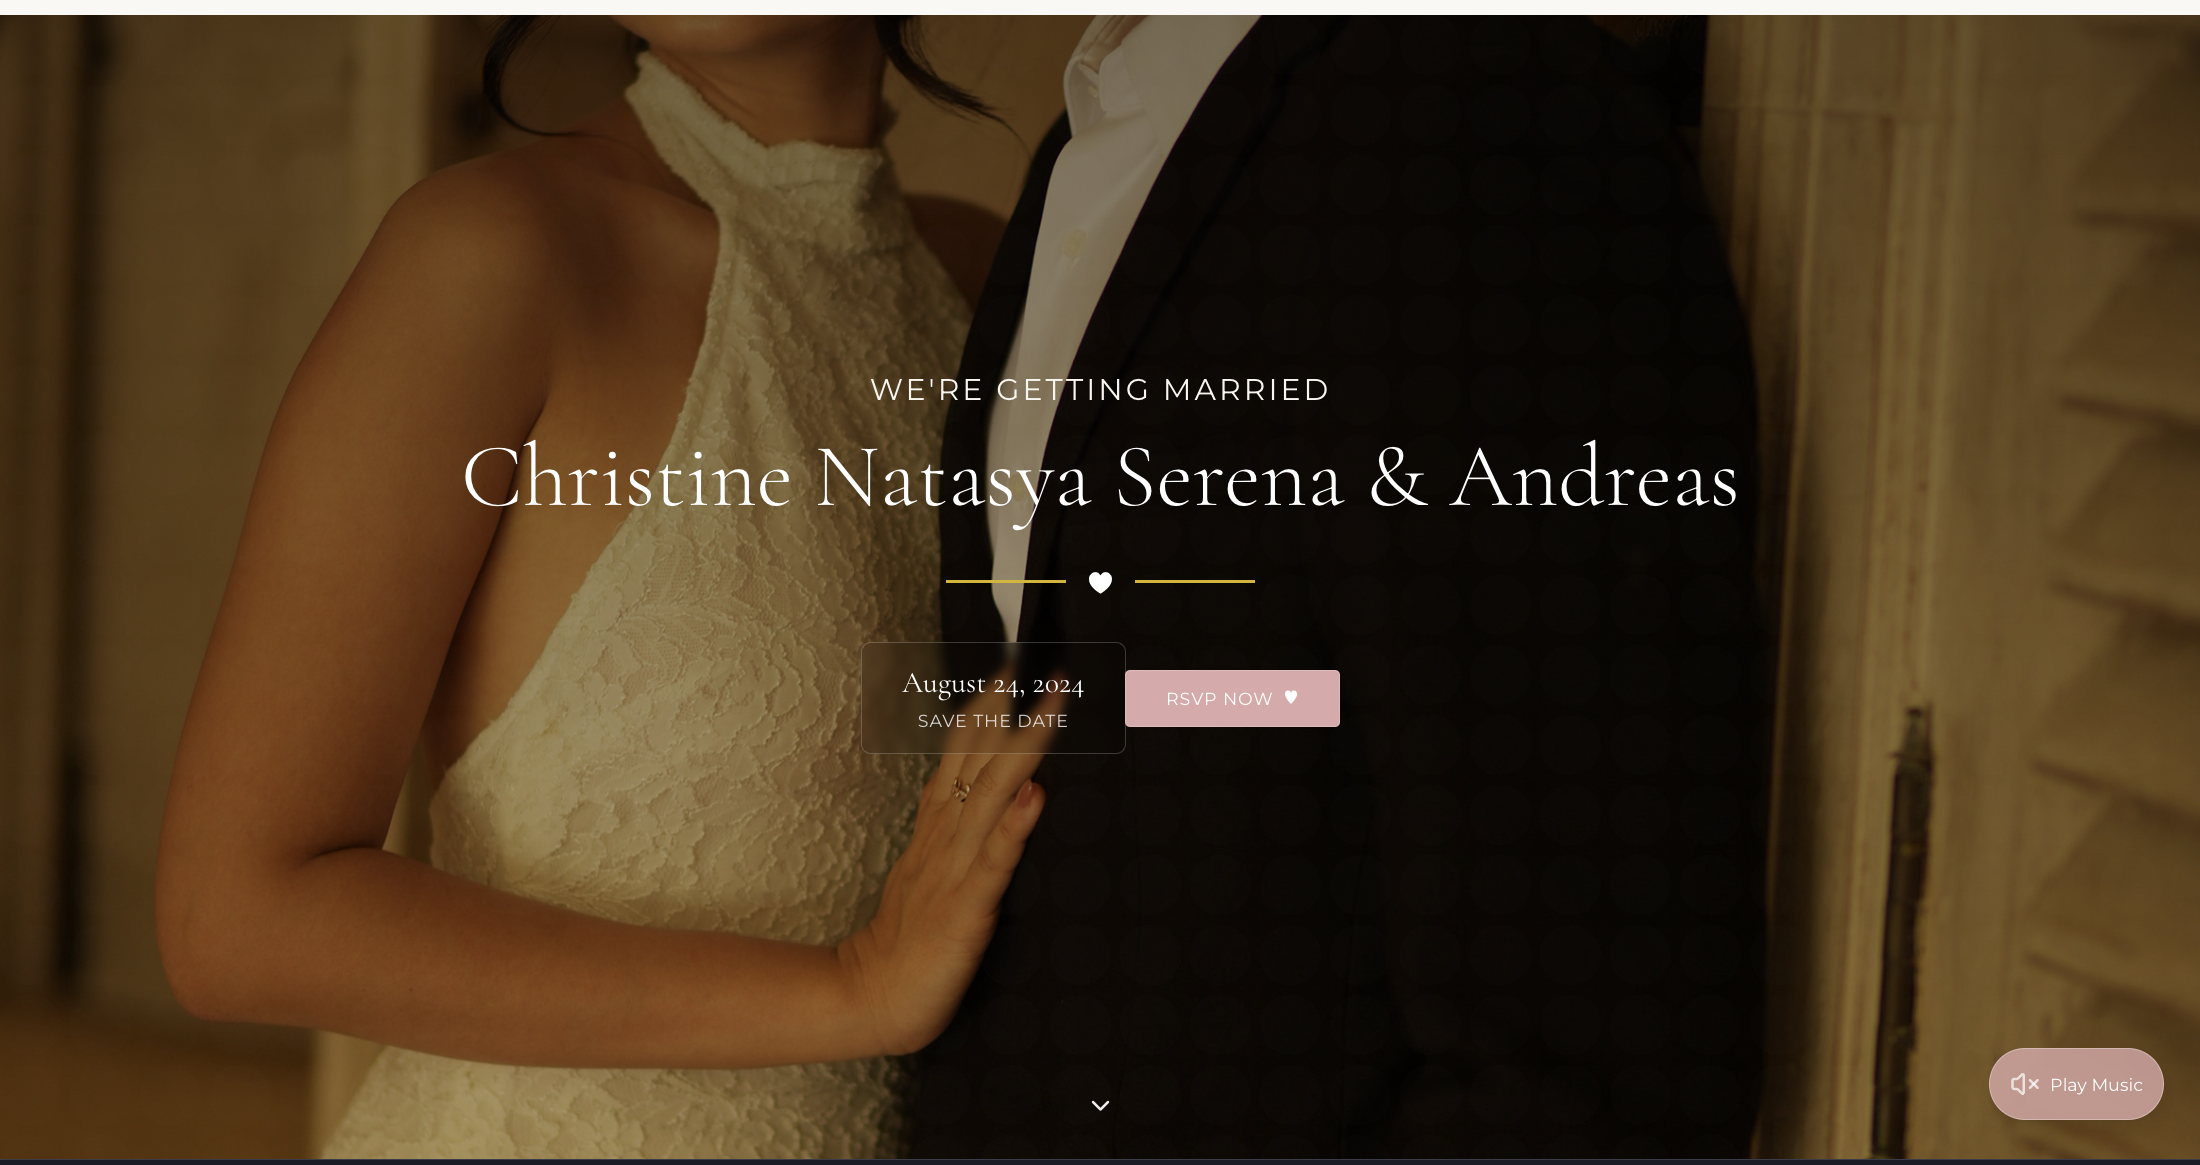 WE'RE GETTING MARRIED
Christine Natasya Serena & Andreas
August 24, 2024
SAVE THE DATE
RSVP NOW
Play Music